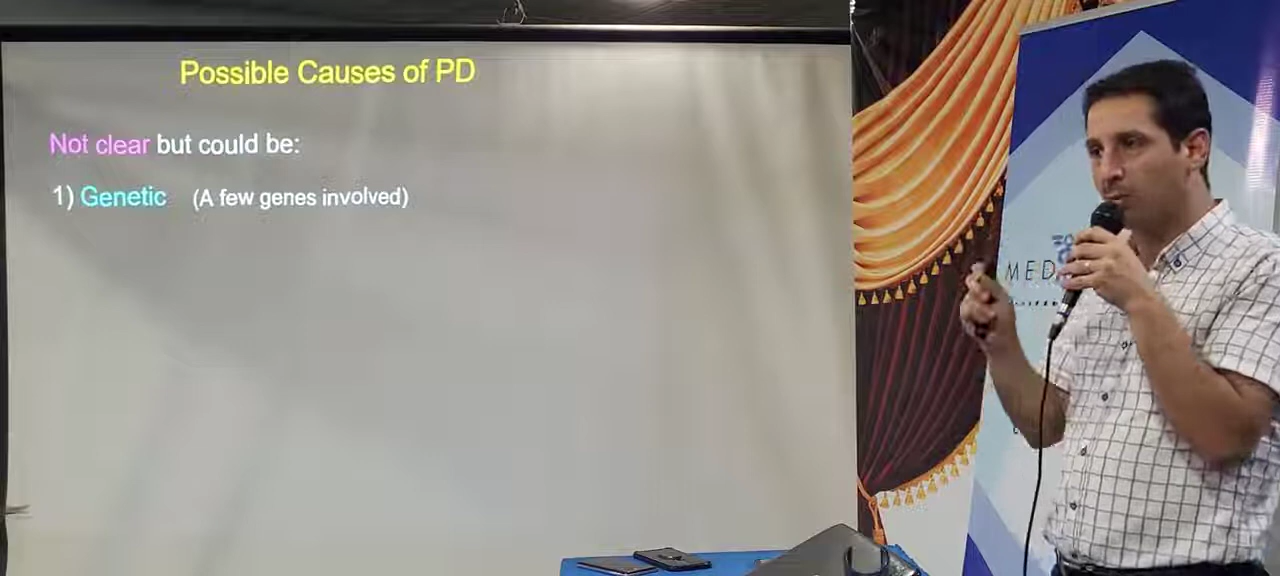 Possible Causes of PD
Not clear but could be:
1) Genetic (A few genes involved)
MED